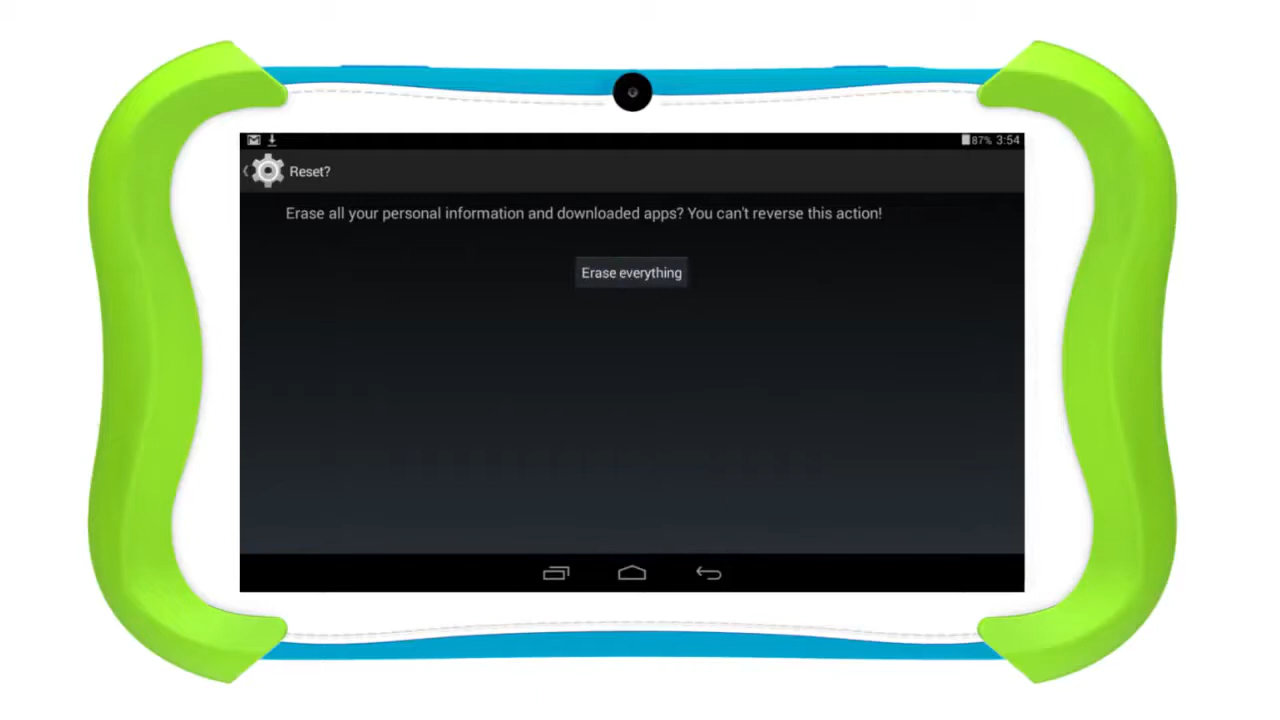 87% 3:54
Reset?
Erase all your personal information and downloaded apps? You can't reverse this action!
Erase everything